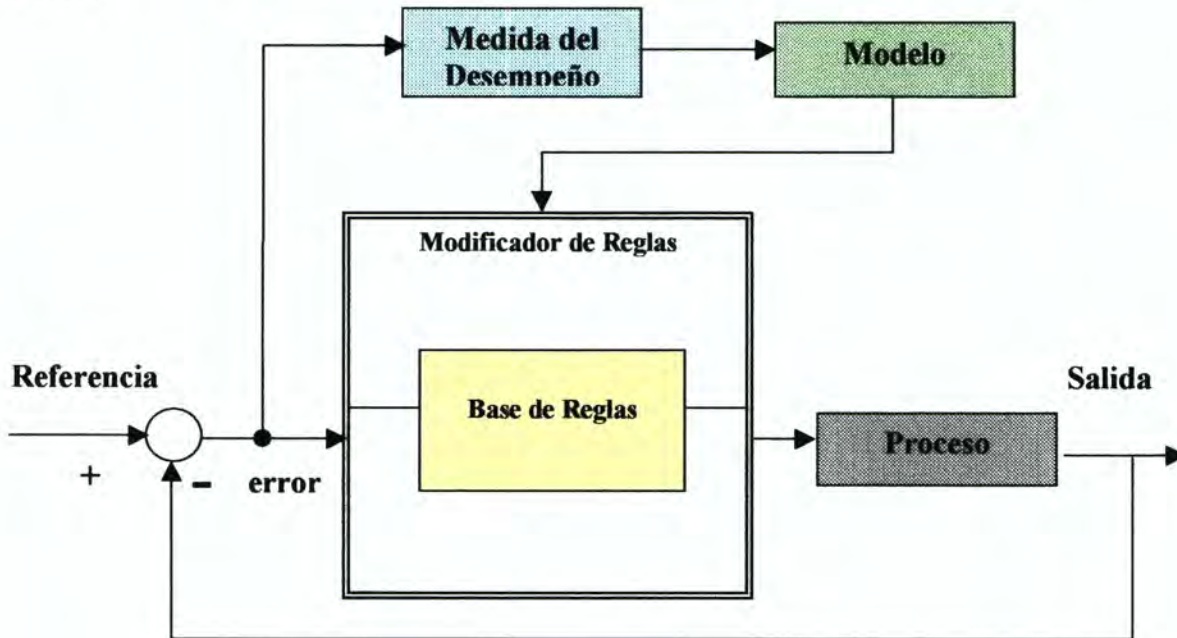 Medida del
Desempeño
Modelo
Modificador de Reglas
Referencia
Salida
Base de Reglas
Proceso
+
-
error